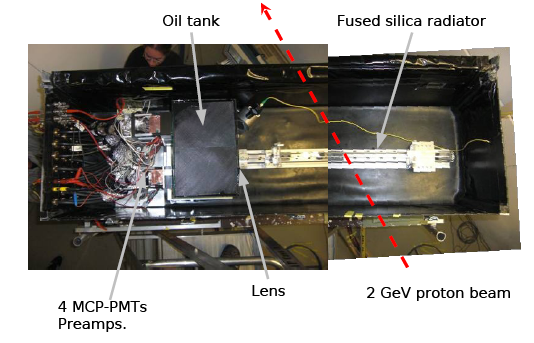 Oil tank
Fused silica radiator
Lens
2 GeV proton beam
4 MCP-PMTs
Preamps.